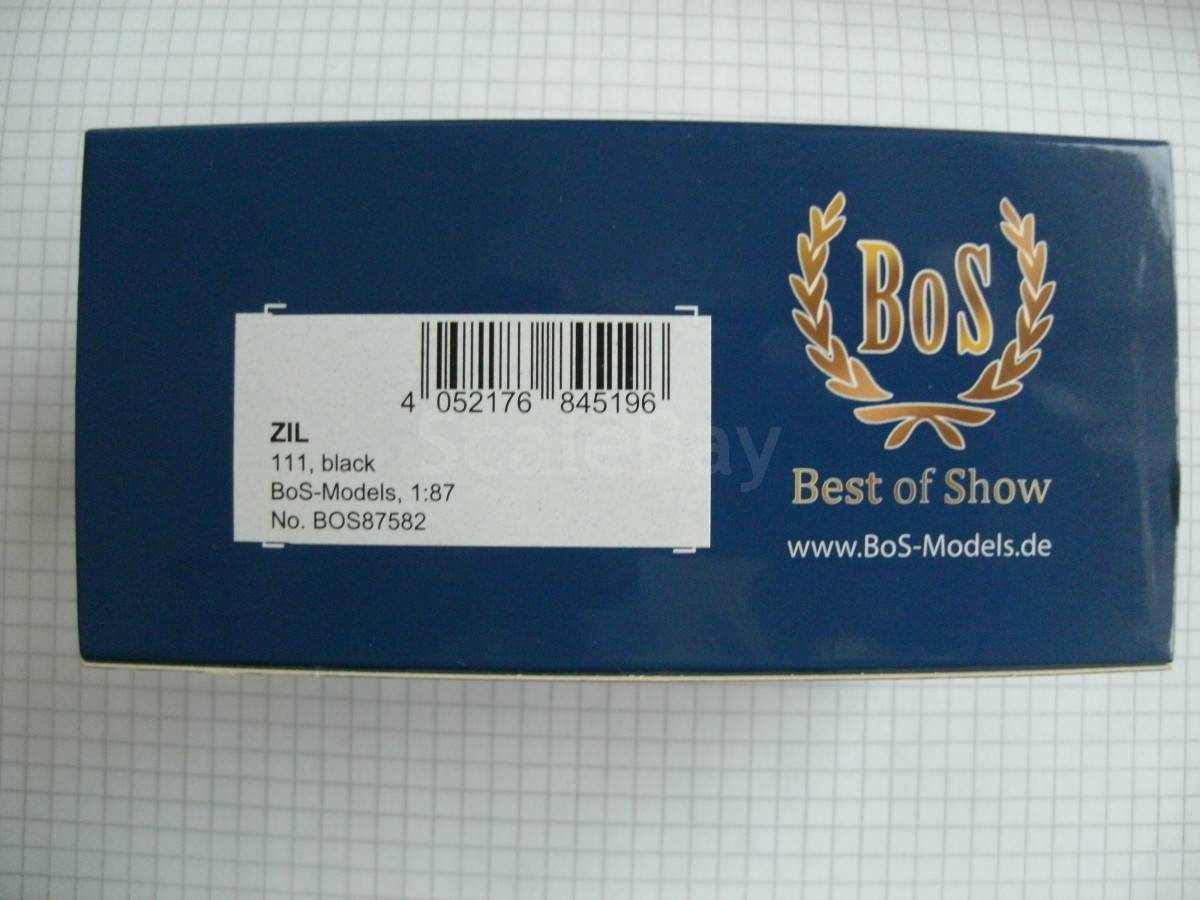 4 052176 845196
ZIL
111, black
BoS-Models, 1:87
No. BOS87582
BoS
Best of Show
www.BoS-Models.de
ScaleBay